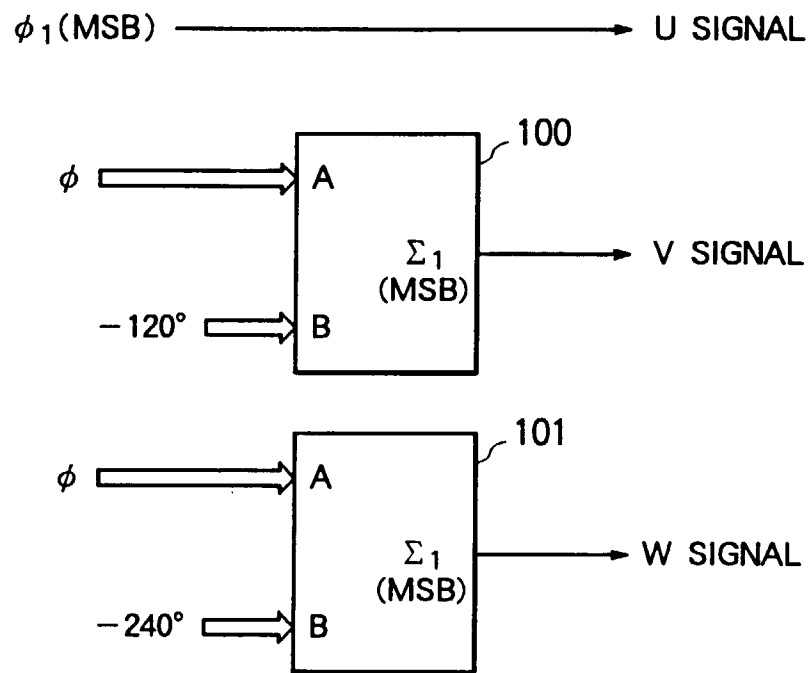 ϕ1(MSB) U SIGNAL
100
ϕ A
Σ1 V SIGNAL
(MSB)
−120° B
101
ϕ A
Σ1 W SIGNAL
(MSB)
−240° B